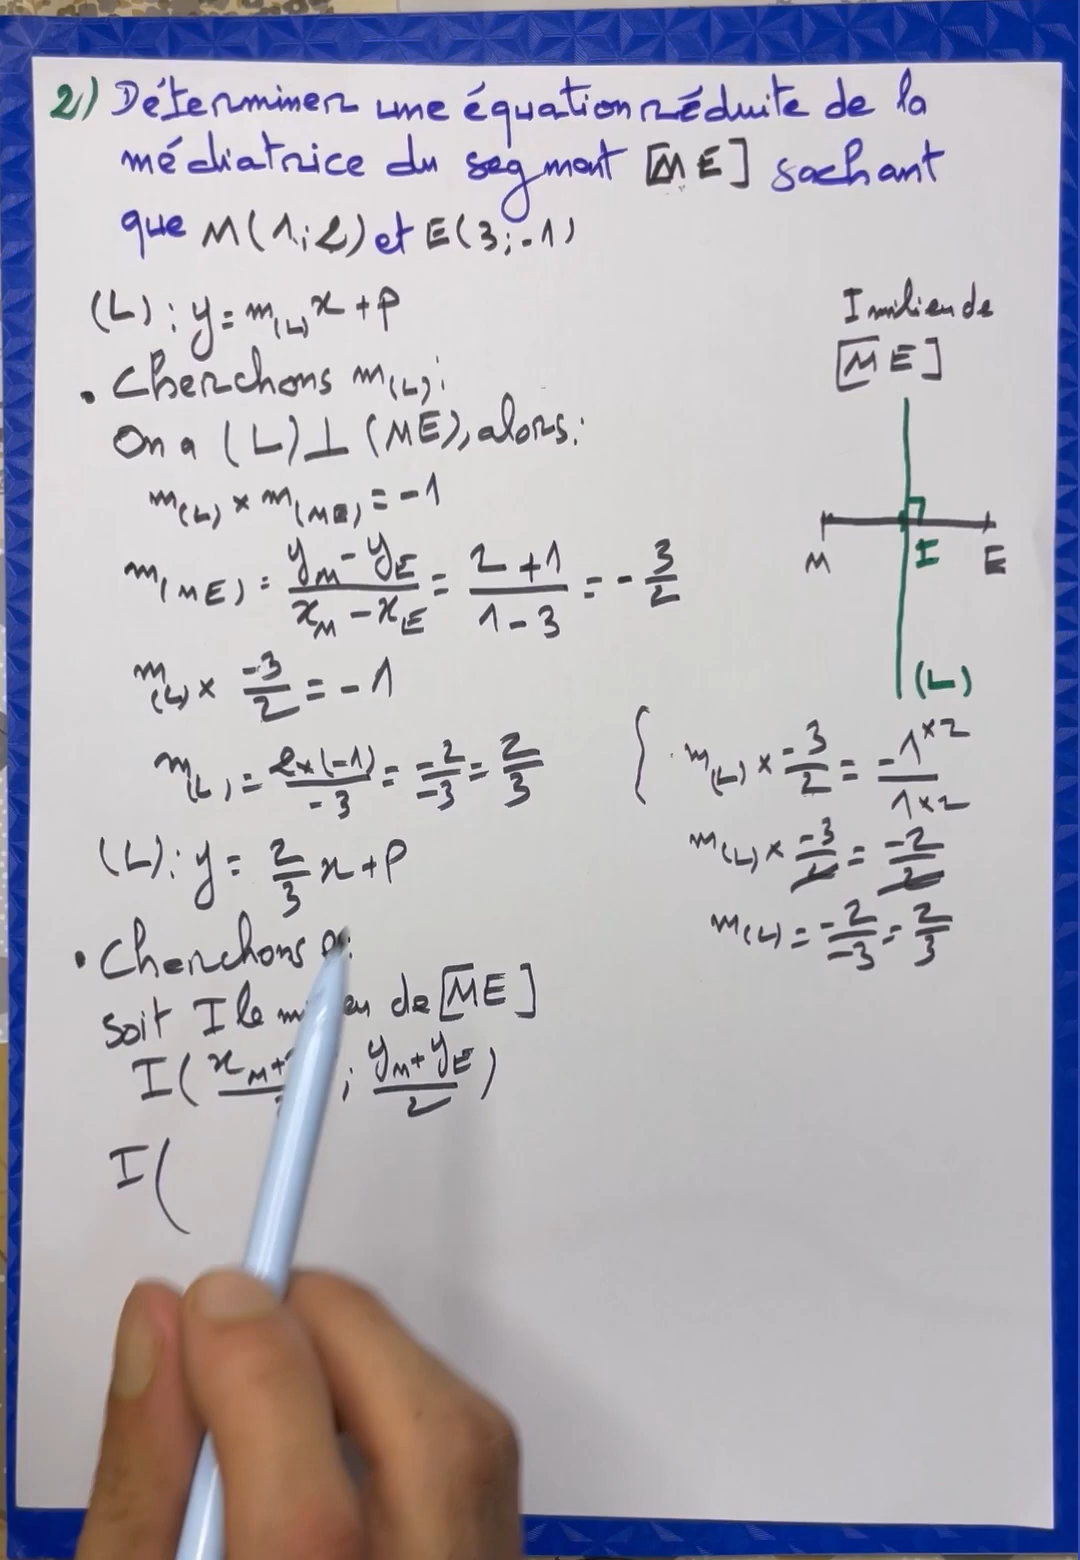 2) Déterminer une équation réduite de la
médiatrice du segment [ME] sachant
que M(1;2) et E(3;-1)
(L): y = m(L) x + p
• Cherchons m(L):
On a (L) ⊥ (ME), alors:
m(L) × m(ME) = -1
m(ME) = (yM - yE)/(xM - xE) = (2+1)/(1-3) = -3/2
m(L) × -3/2 = -1
m(L) = 2×(-1)/-3 = -2/-3 = 2/3
(L): y = 2/3 x + p
• Cherchons
soit I le de [ME]
I( xM+ ; (yM+yE)/2 )
I(
I milieu de
[ME]
M I E
(L)
{ m(L) × -3/2 = -1×2/1×2
m(L) × -3/2 = -2/2
m(L) = -2/-3 = 2/3